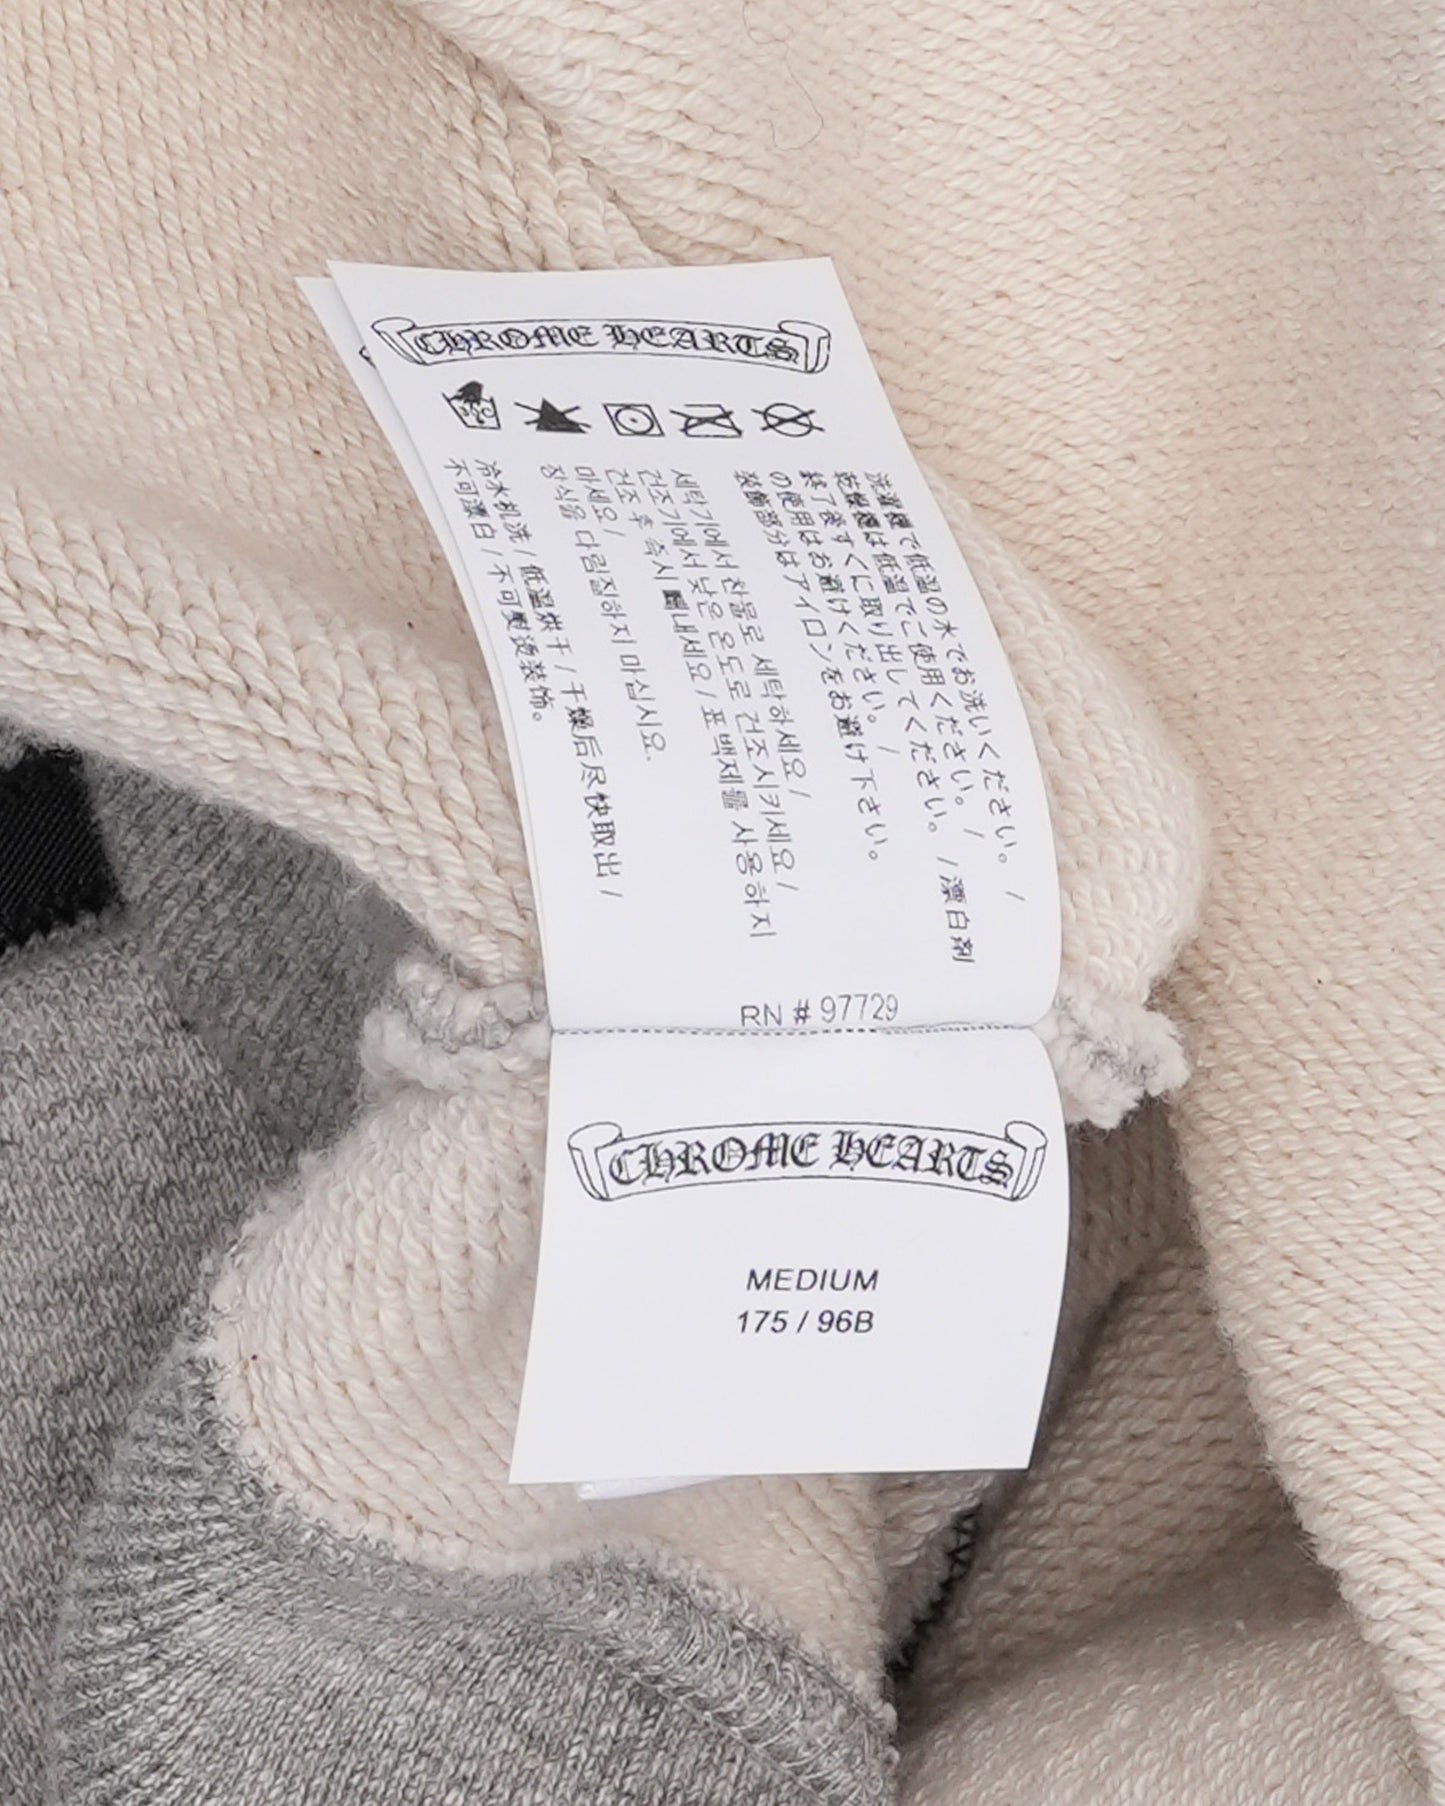 CHROME HEARTS
洗濯機で低温の水でお洗いください。 /
乾燥機は低温でご使用ください。 /
終了後すぐに取り出してください。 / 漂白剤
の使用はお避けください。 /
装飾部分はアイロンをお避け下さい。
세탁기에서 찬물로 세탁하세요 /
건조기에서 낮은 온도로 건조시키세요 /
건조 후 즉시 내세요 / 표백제를 사용하지
마세요 /
장식을 다림질하지 마십시요.
冷水机洗 / 低温烘干 / 干燥后尽快取出 /
不可漂白 / 不可熨烫装饰。
RN # 97729
CHROME HEARTS
MEDIUM
175 / 96B